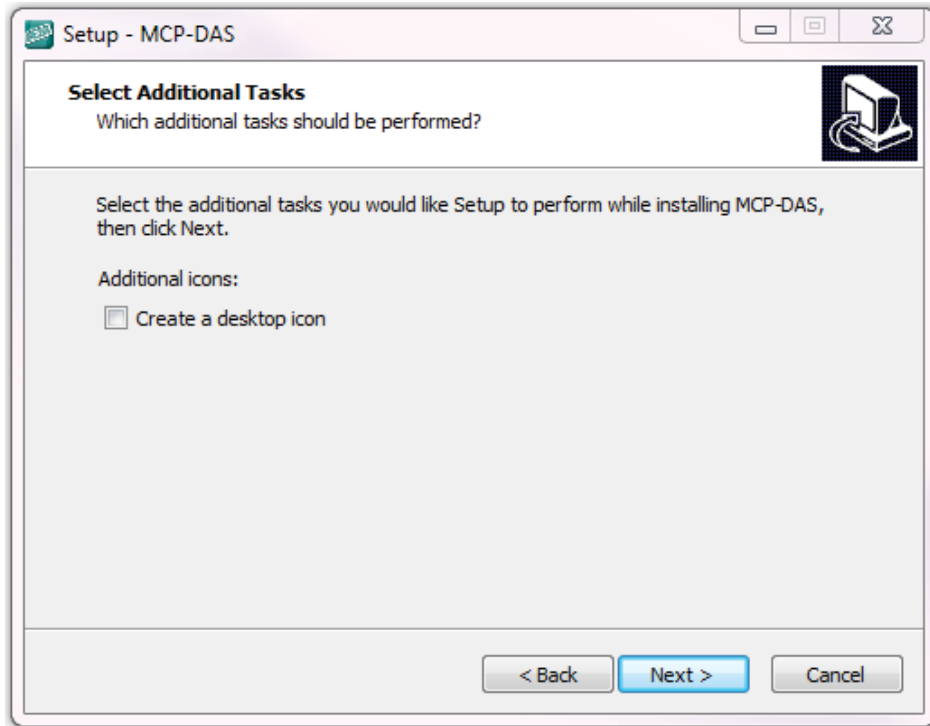 Setup - MCP-DAS
Select Additional Tasks
Which additional tasks should be performed?
Select the additional tasks you would like Setup to perform while installing MCP-DAS,
then click Next.
Additional icons:
Create a desktop icon
< Back
Next >
Cancel